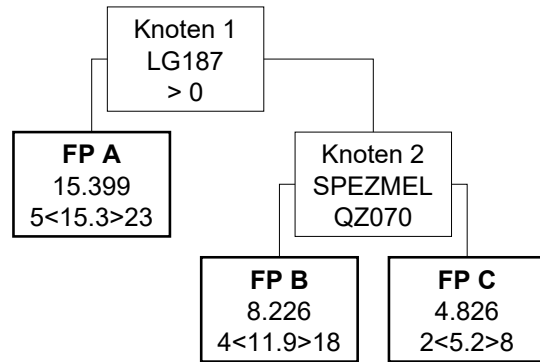 Knoten 1
LG187
> 0
FP A
15.399
5<15.3>23
Knoten 2
SPEZMEL
QZ070
FP B
8.226
4<11.9>18
FP C
4.826
2<5.2>8